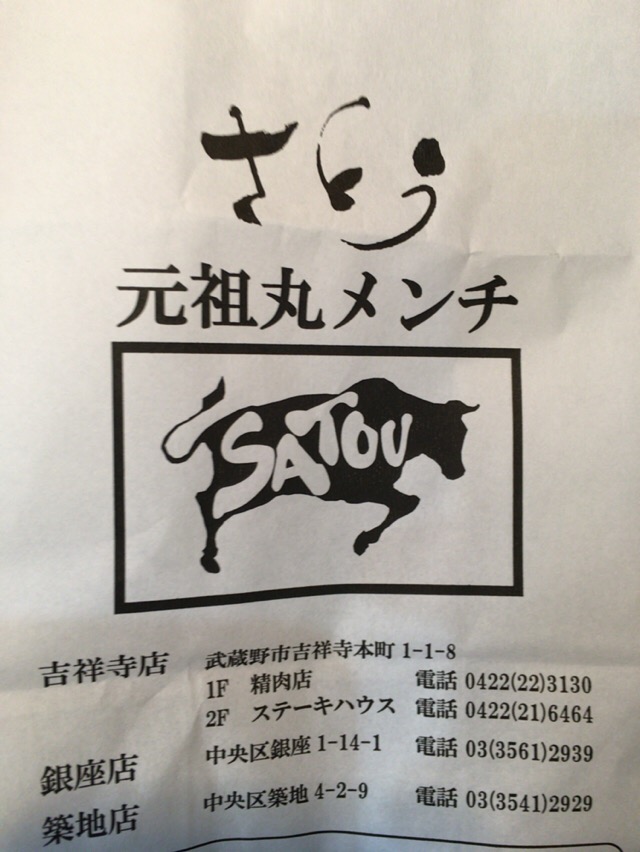 さとう
元祖丸メンチ
SATOU
吉祥寺店 武蔵野市吉祥寺本町 1-1-8
1F 精肉店 電話 0422(22)3130
2F ステーキハウス 電話 0422(21)6464
銀座店 中央区銀座 1-14-1 電話 03(3561)2939
築地店 中央区築地 4-2-9 電話 03(3541)2929